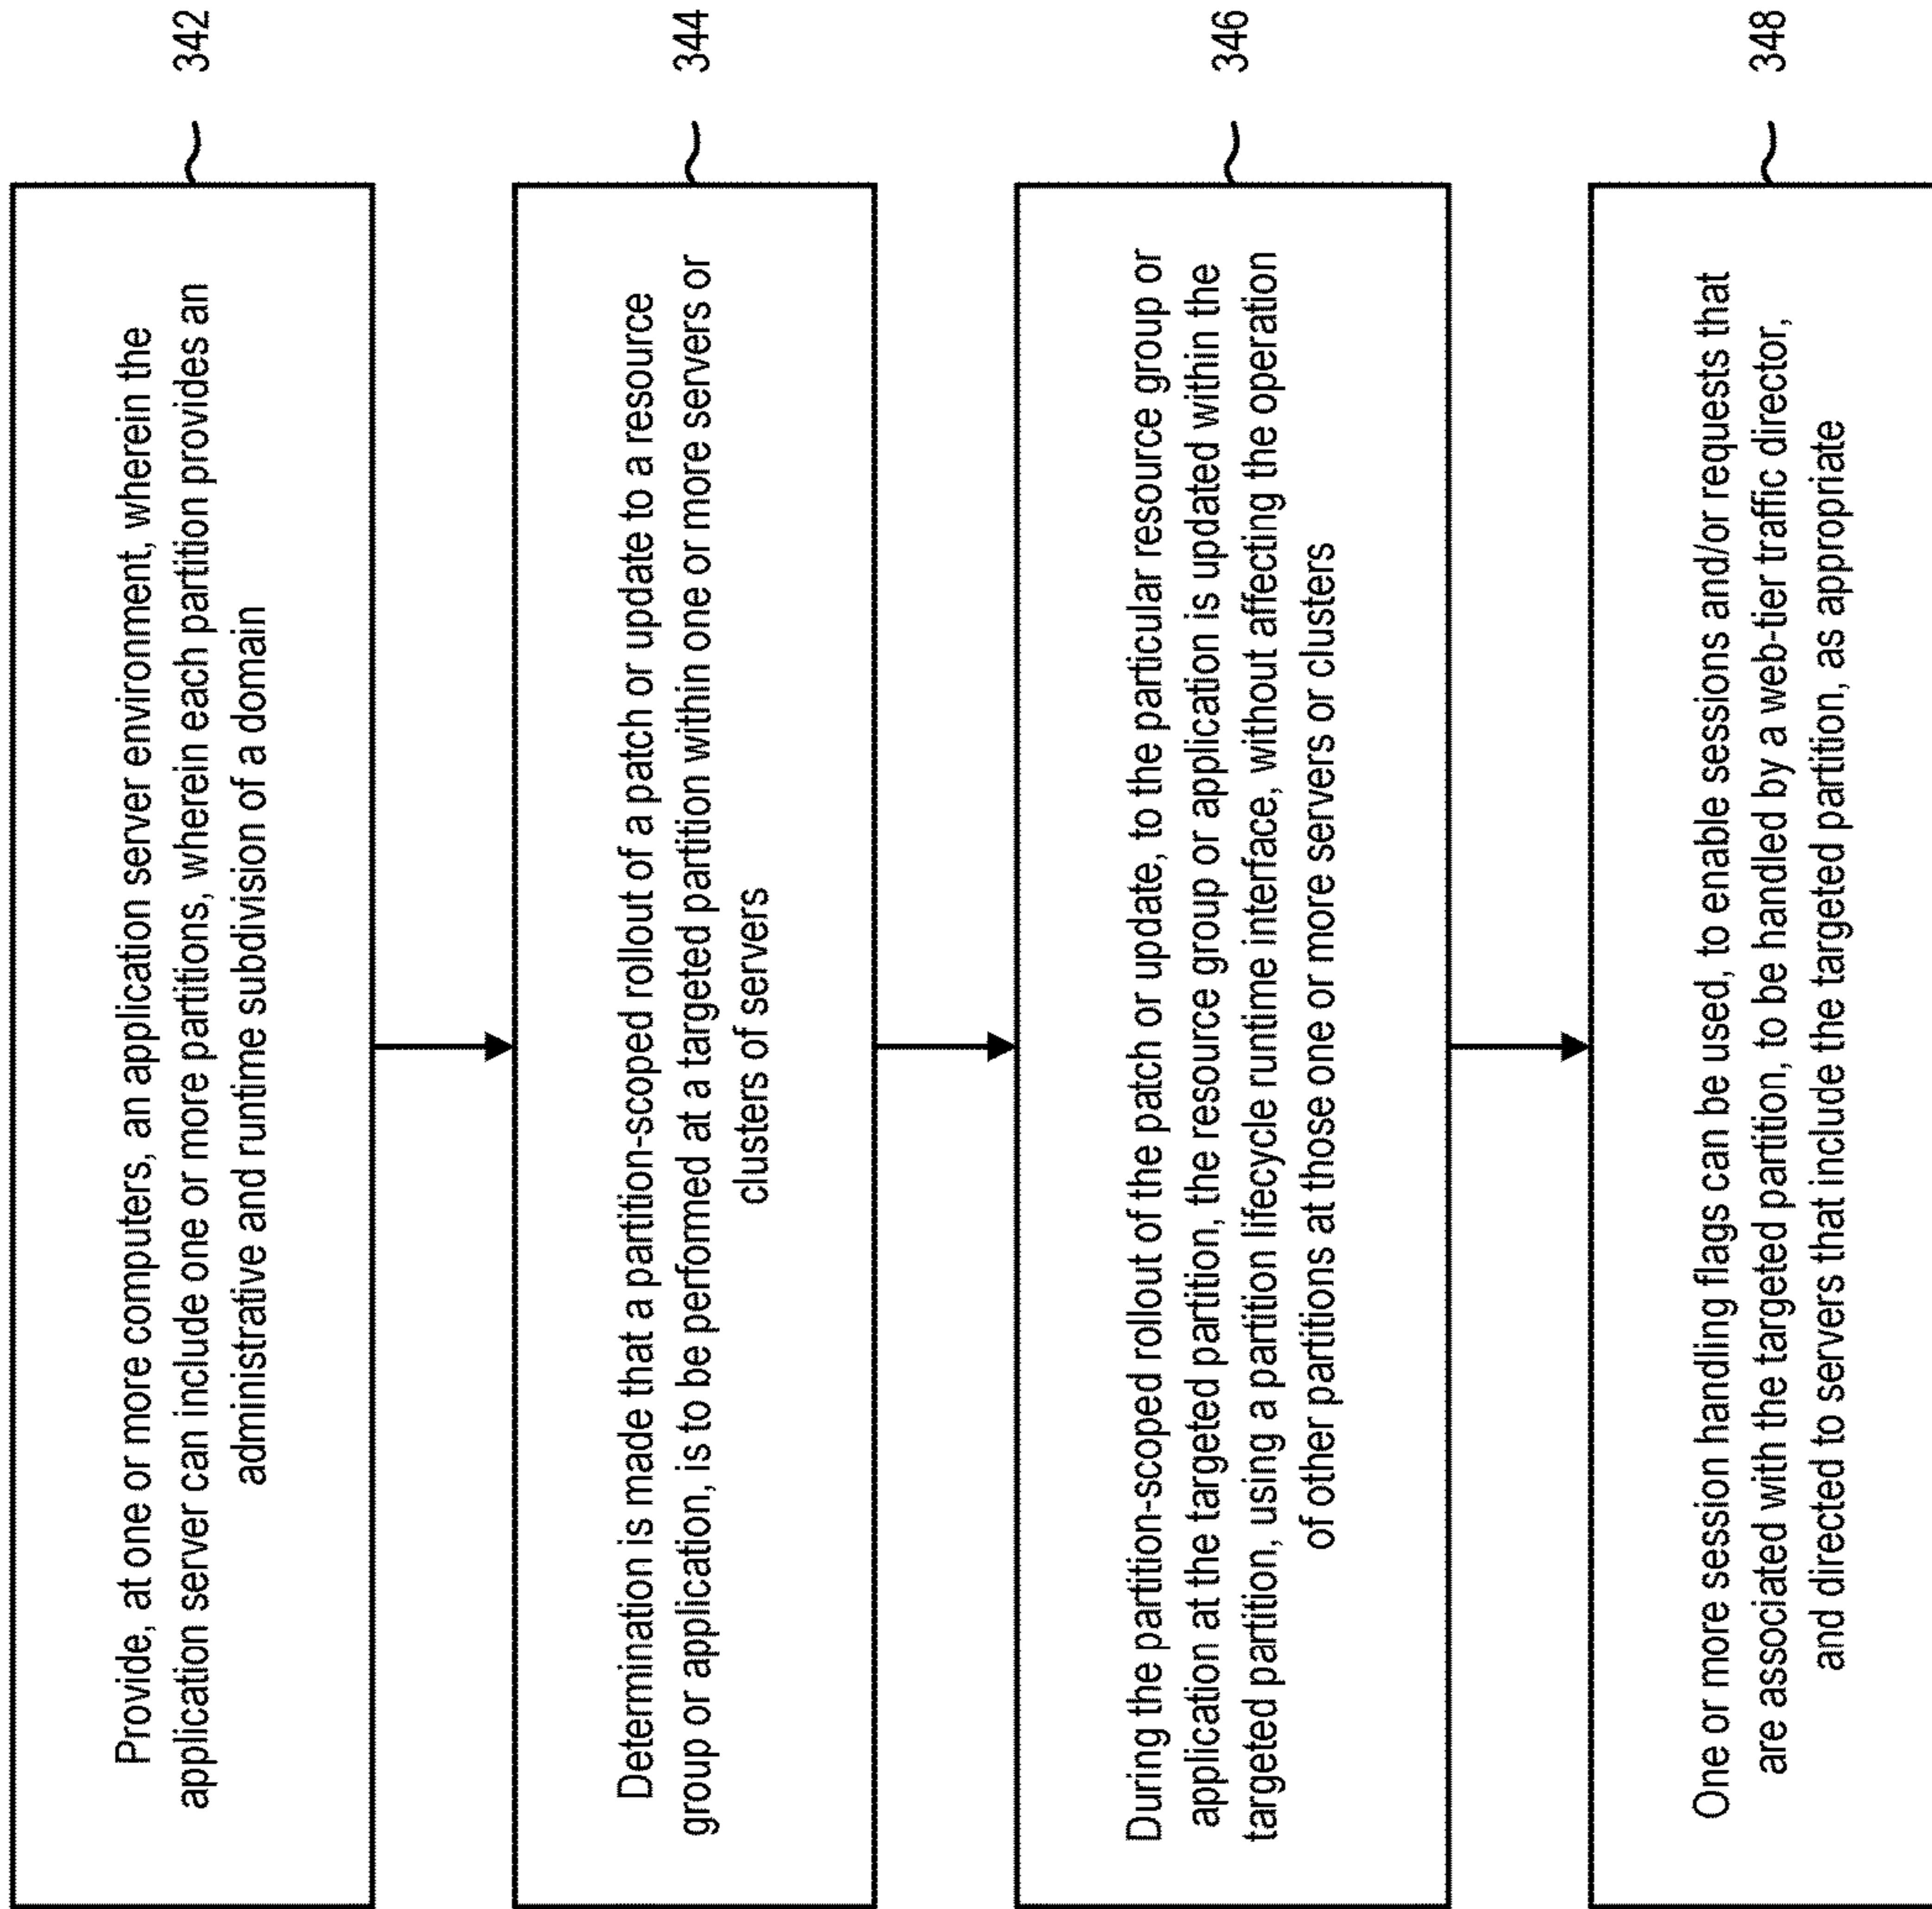 Provide, at one or more computers, an application server environment, wherein the
application server can include one or more partitions, wherein each partition provides an
administrative and runtime subdivision of a domain
342
Determination is made that a partition-scoped rollout of a patch or update to a resource
group or application, is to be performed at a targeted partition within one or more servers or
clusters of servers
344
During the partition-scoped rollout of the patch or update, to the particular resource group or
application at the targeted partition, the resource group or application is updated within the
targeted partition, using a partition lifecycle runtime interface, without affecting the operation
of other partitions at those one or more servers or clusters
346
One or more session handling flags can be used, to enable sessions and/or requests that
are associated with the targeted partition, to be handled by a web-tier traffic director,
and directed to servers that include the targeted partition, as appropriate
348